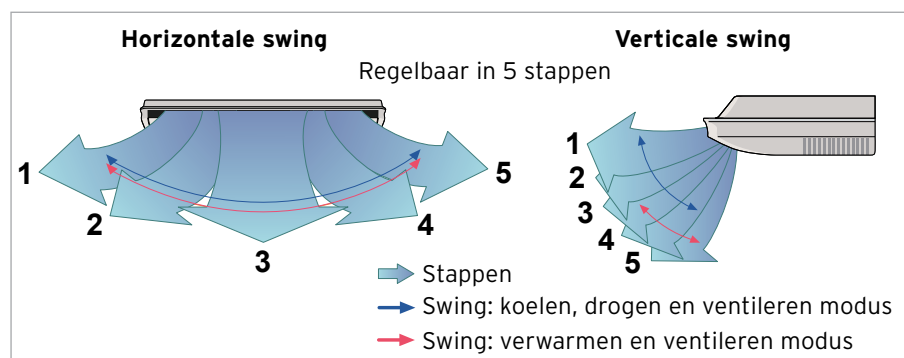 Horizontale swing
Verticale swing
Regelbaar in 5 stappen
1
2
3
4
5
1
2
3
4
5
Stappen
Swing: koelen, drogen en ventileren modus
Swing: verwarmen en ventileren modus